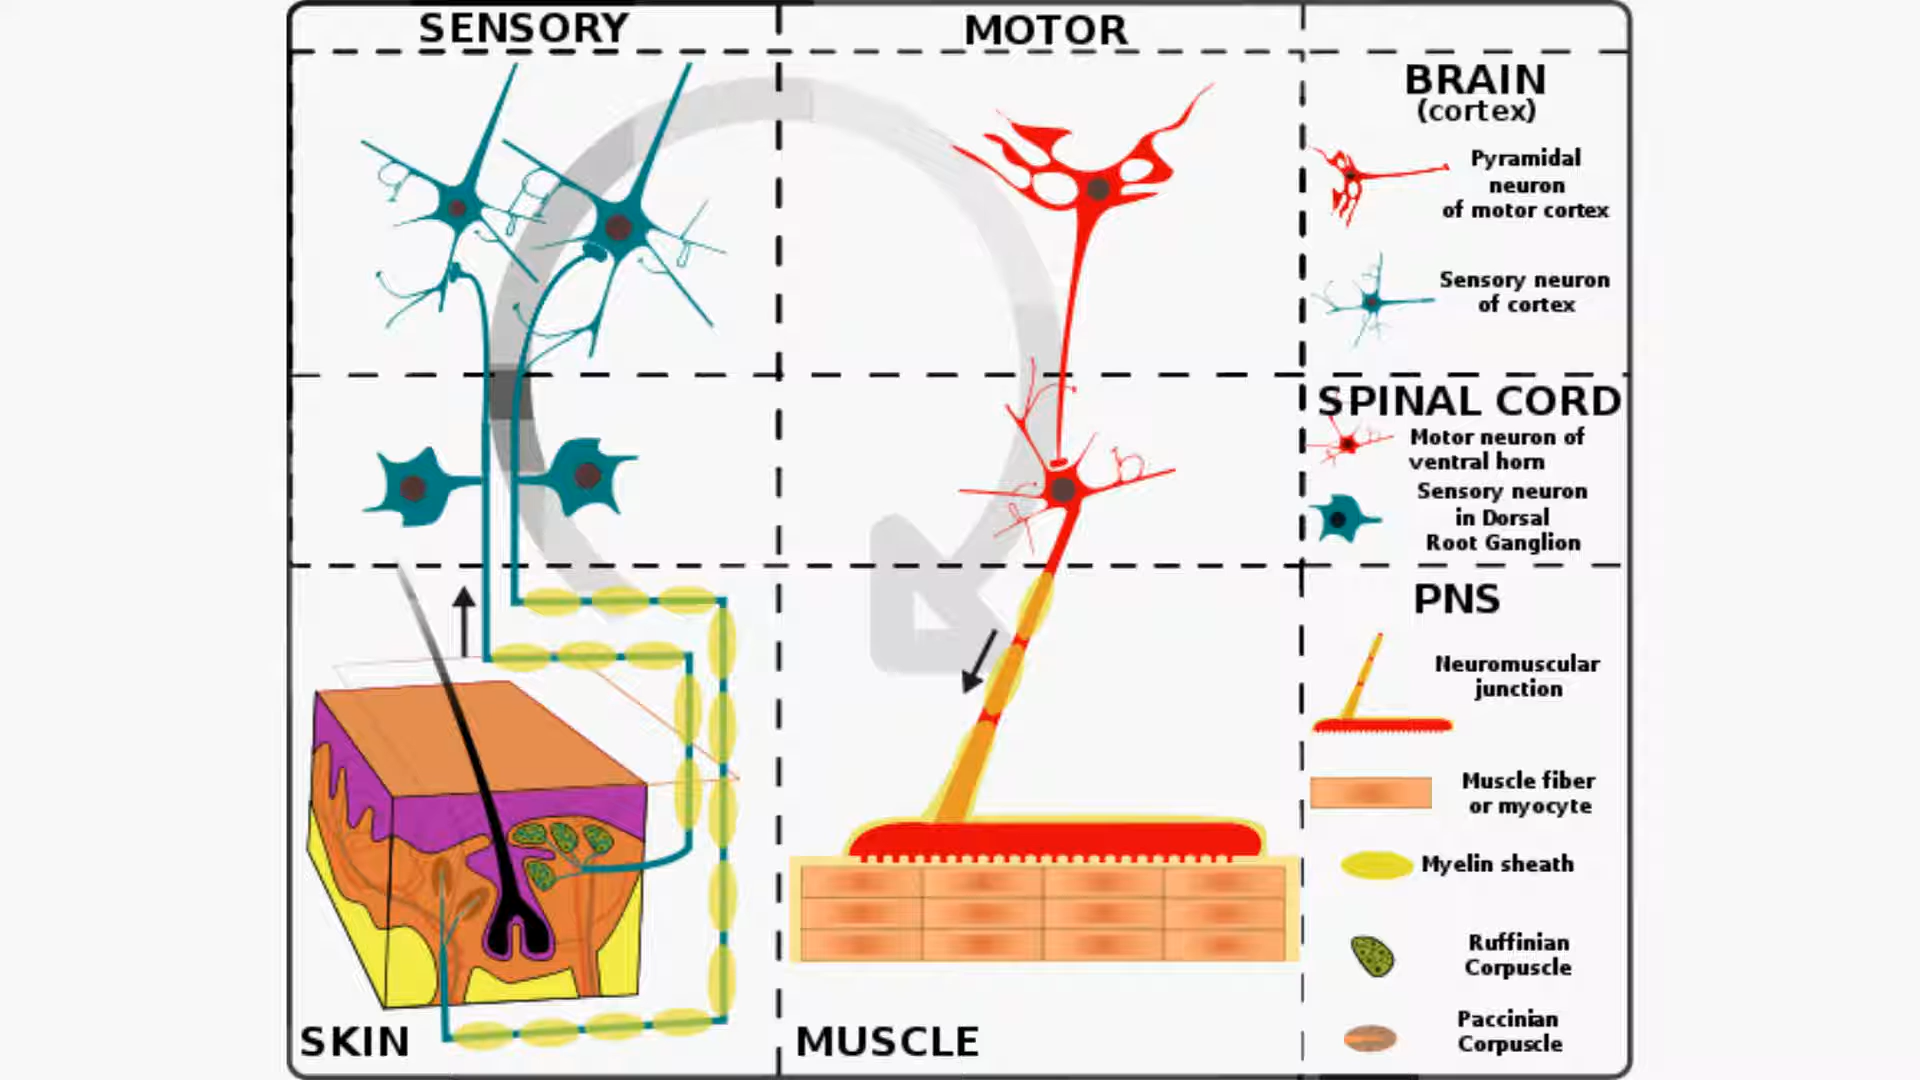 SENSORY
MOTOR
BRAIN
(cortex)
Pyramidal
neuron
of motor cortex
Sensory neuron
of cortex
SPINAL CORD
Motor neuron of
ventral horn
Sensory neuron
in Dorsal
Root Ganglion
PNS
Neuromuscular
junction
Muscle fiber
or myocyte
Myelin sheath
Ruffinian
Corpuscle
Paccinian
Corpuscle
SKIN
MUSCLE